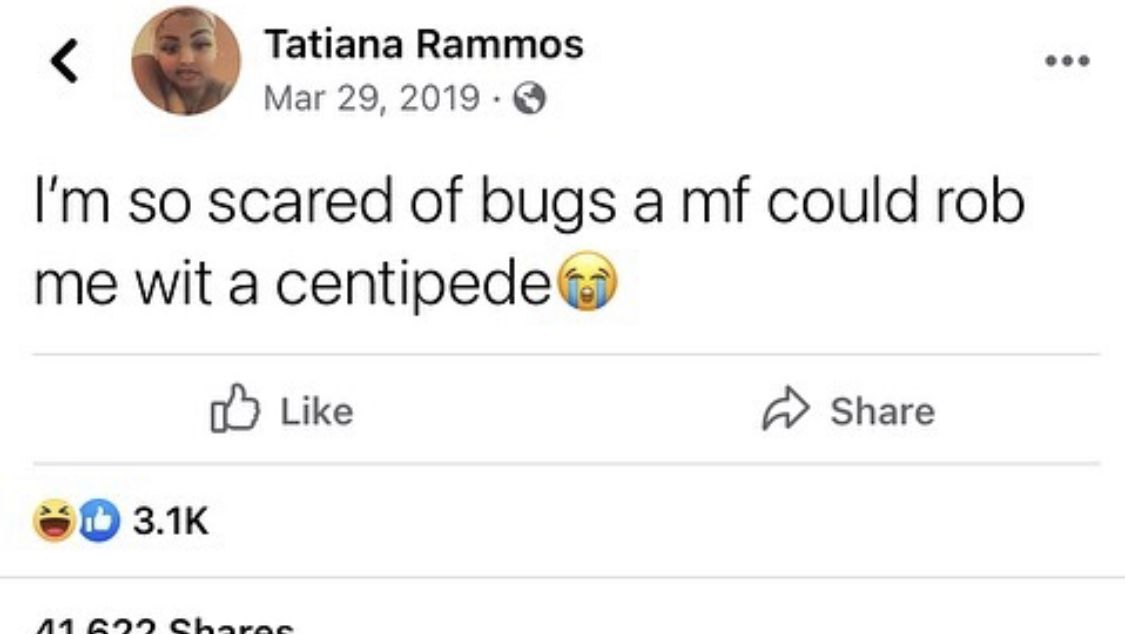 Tatiana Rammos
Mar 29, 2019 ·
I’m so scared of bugs a mf could rob
me wit a centipede😭
Like
Share
3.1K
41,622 Shares